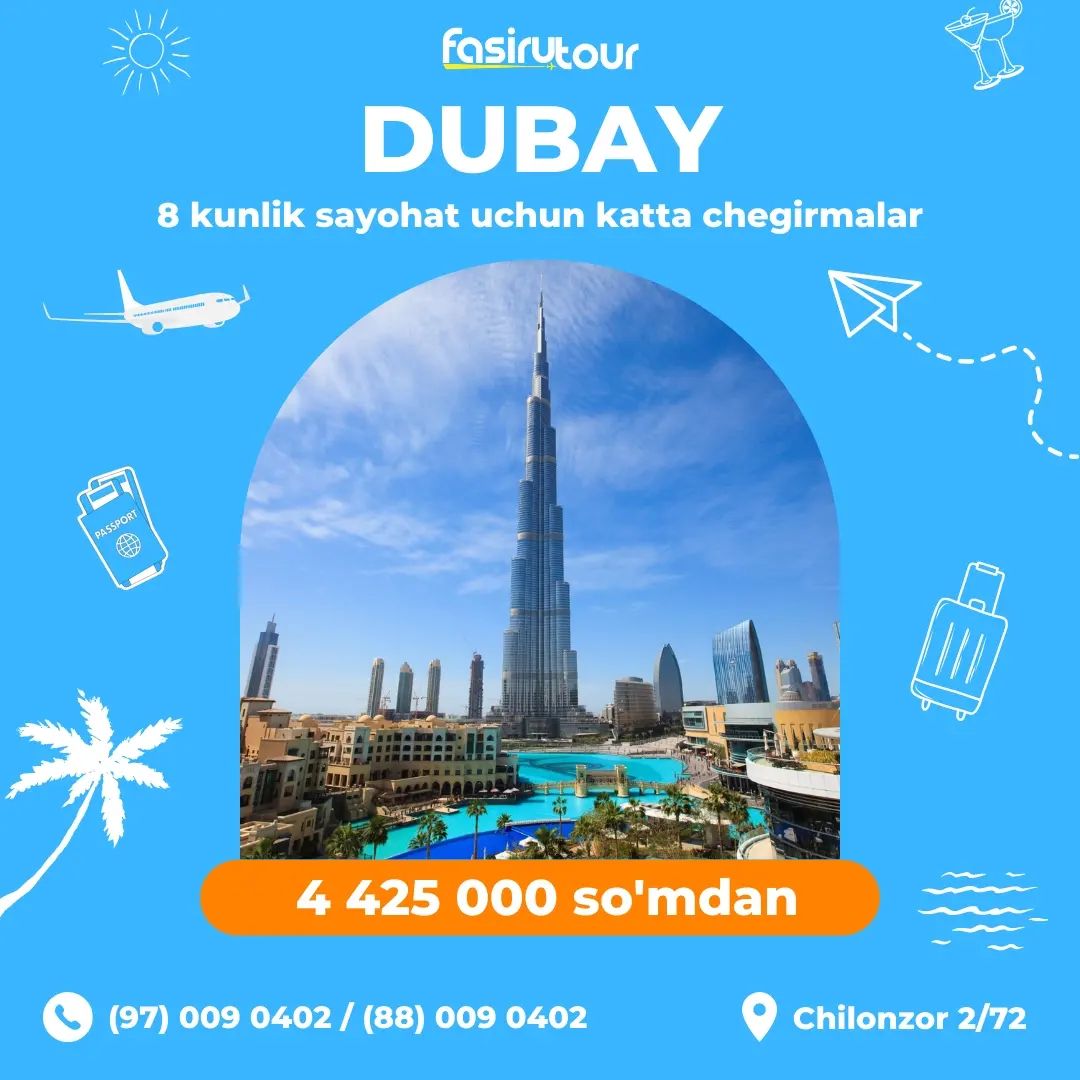 fasirutour
DUBAY
8 kunlik sayohat uchun katta chegirmalar
PASSPORT
4 425 000 so'mdan
(97) 009 0402 / (88) 009 0402
Chilonzor 2/72